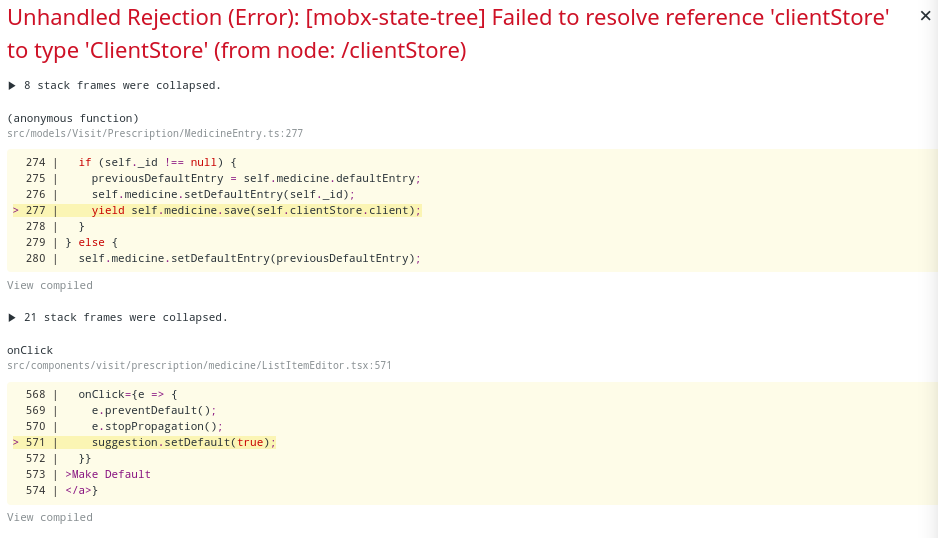 Unhandled Rejection (Error): [mobx-state-tree] Failed to resolve reference 'clientStore'
to type 'ClientStore' (from node: /clientStore)
×
▶ 8 stack frames were collapsed.
(anonymous function)
src/models/Visit/Prescription/MedicineEntry.ts:277
274 |   if (self._id !== null) {
275 |     previousDefaultEntry = self.medicine.defaultEntry;
276 |     self.medicine.setDefaultEntry(self._id);
> 277 |     yield self.medicine.save(self.clientStore.client);
278 |   }
279 | } else {
280 |   self.medicine.setDefaultEntry(previousDefaultEntry);
View compiled
▶ 21 stack frames were collapsed.
onClick
src/components/visit/prescription/medicine/ListItemEditor.tsx:571
568 |   onClick={e => {
569 |     e.preventDefault();
570 |     e.stopPropagation();
> 571 |     suggestion.setDefault(true);
572 |   }}
573 | >Make Default
574 | </a>}
View compiled